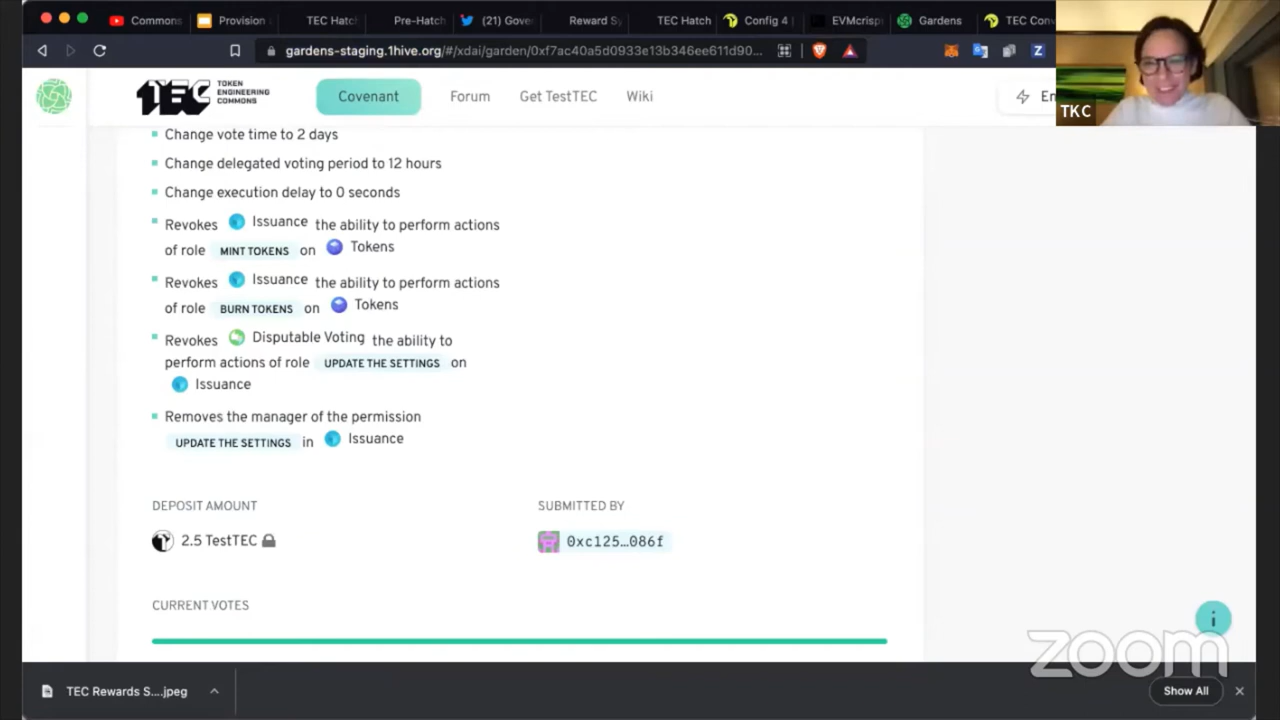 Commons
Provision
TEC Hatch
Pre-Hatch
(21) Gover
Reward Sy
TEC Hatch
Config 4
EVMcrisp
Gardens
TEC Con
gardens-staging.1hive.org/#/xdai/garden/0xf7ac40a5d0933e13b346ee611d90...
TEC TOKEN
ENGINEERING
COMMONS
Covenant
Forum
Get TestTEC
Wiki
En
TKC
Change vote time to 2 days
Change delegated voting period to 12 hours
Change execution delay to 0 seconds
Revokes Issuance the ability to perform actions
of role MINT TOKENS on Tokens
Revokes Issuance the ability to perform actions
of role BURN TOKENS on Tokens
Revokes Disputable Voting the ability to
perform actions of role UPDATE THE SETTINGS on
Issuance
Removes the manager of the permission
UPDATE THE SETTINGS in Issuance
DEPOSIT AMOUNT
SUBMITTED BY
2.5 TestTEC
0xc125...086f
CURRENT VOTES
i
zoom
TEC Rewards S....jpeg
Show All